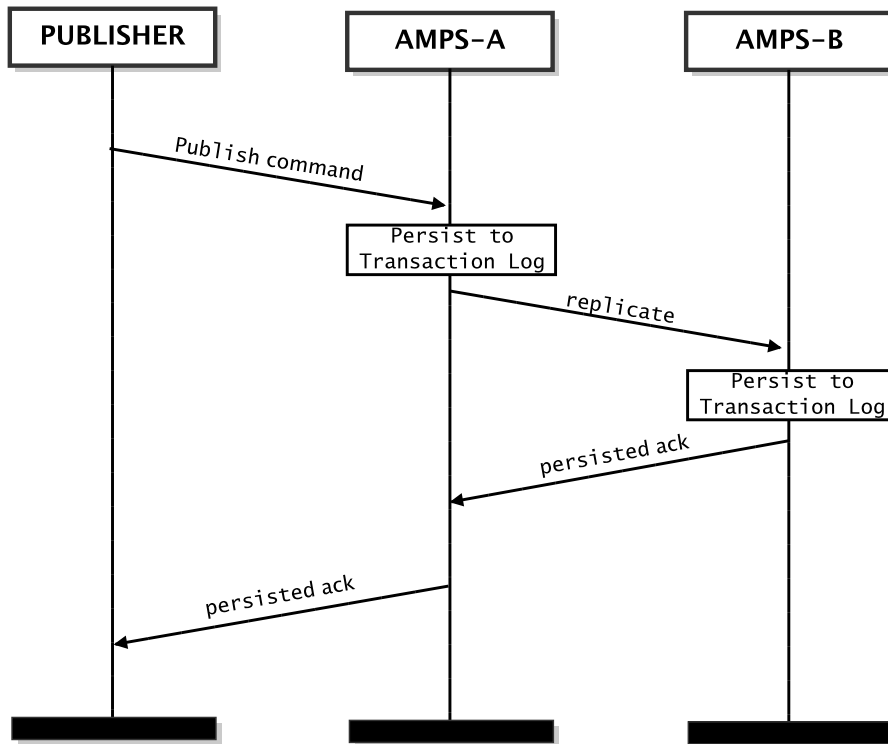 PUBLISHER
AMPS-A
AMPS-B
Publish command
Persist to
Transaction Log
replicate
Persist to
Transaction Log
persisted ack
persisted ack